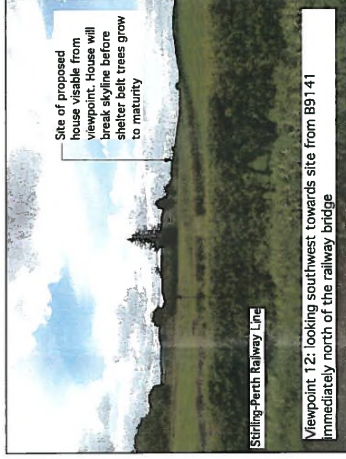 Site of proposed
house visable from
viewpoint. House will
break skyline before
shelter belt trees grow
to maturity
Stirling-Perth Railway Line
Viewpoint 12: looking southwest towards site from B9141
immediately north of the railway bridge